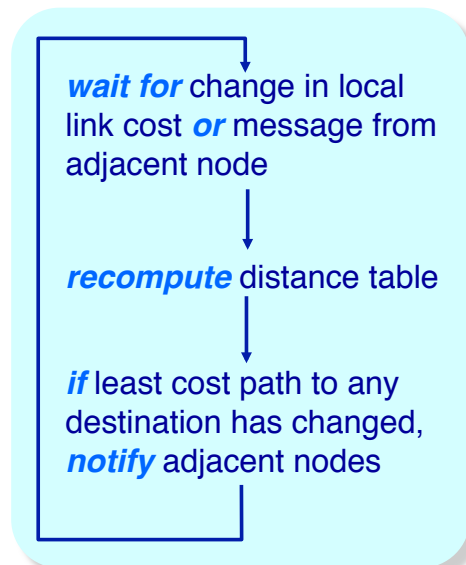 wait for change in local
link cost or message from
adjacent node
recompute distance table
if least cost path to any
destination has changed,
notify adjacent nodes